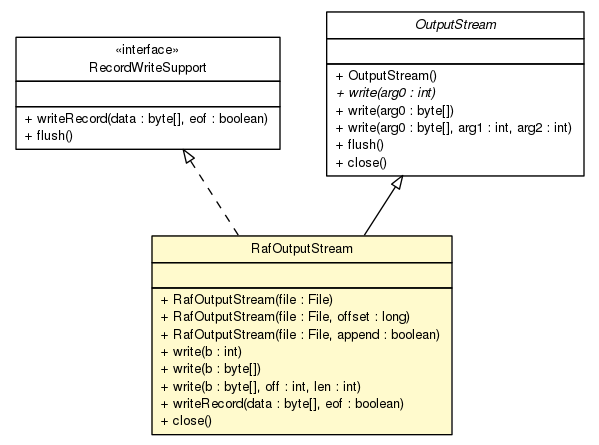 «interface»
RecordWriteSupport
+ writeRecord(data : byte[], eof : boolean)
+ flush()
OutputStream
+ OutputStream()
+ write(arg0 : int)
+ write(arg0 : byte[])
+ write(arg0 : byte[], arg1 : int, arg2 : int)
+ flush()
+ close()
RafOutputStream
+ RafOutputStream(file : File)
+ RafOutputStream(file : File, offset : long)
+ RafOutputStream(file : File, append : boolean)
+ write(b : int)
+ write(b : byte[])
+ write(b : byte[], off : int, len : int)
+ writeRecord(data : byte[], eof : boolean)
+ close()